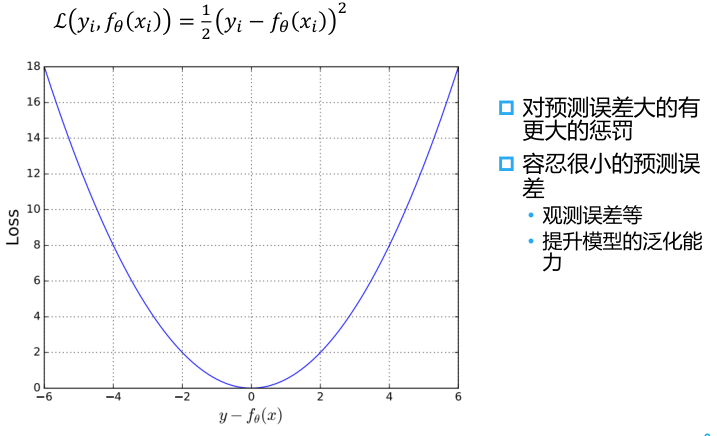 ℒ(yᵢ, f_θ(xᵢ)) = 1/2 (yᵢ − f_θ(xᵢ))²
18
16
14
12
10
8
6
4
2
0
Loss
−6 −4 −2 0 2 4 6
y − f_θ(x)
对预测误差大的有
更大的惩罚
容忍很小的预测误
差
• 观测误差等
• 提升模型的泛化能
力